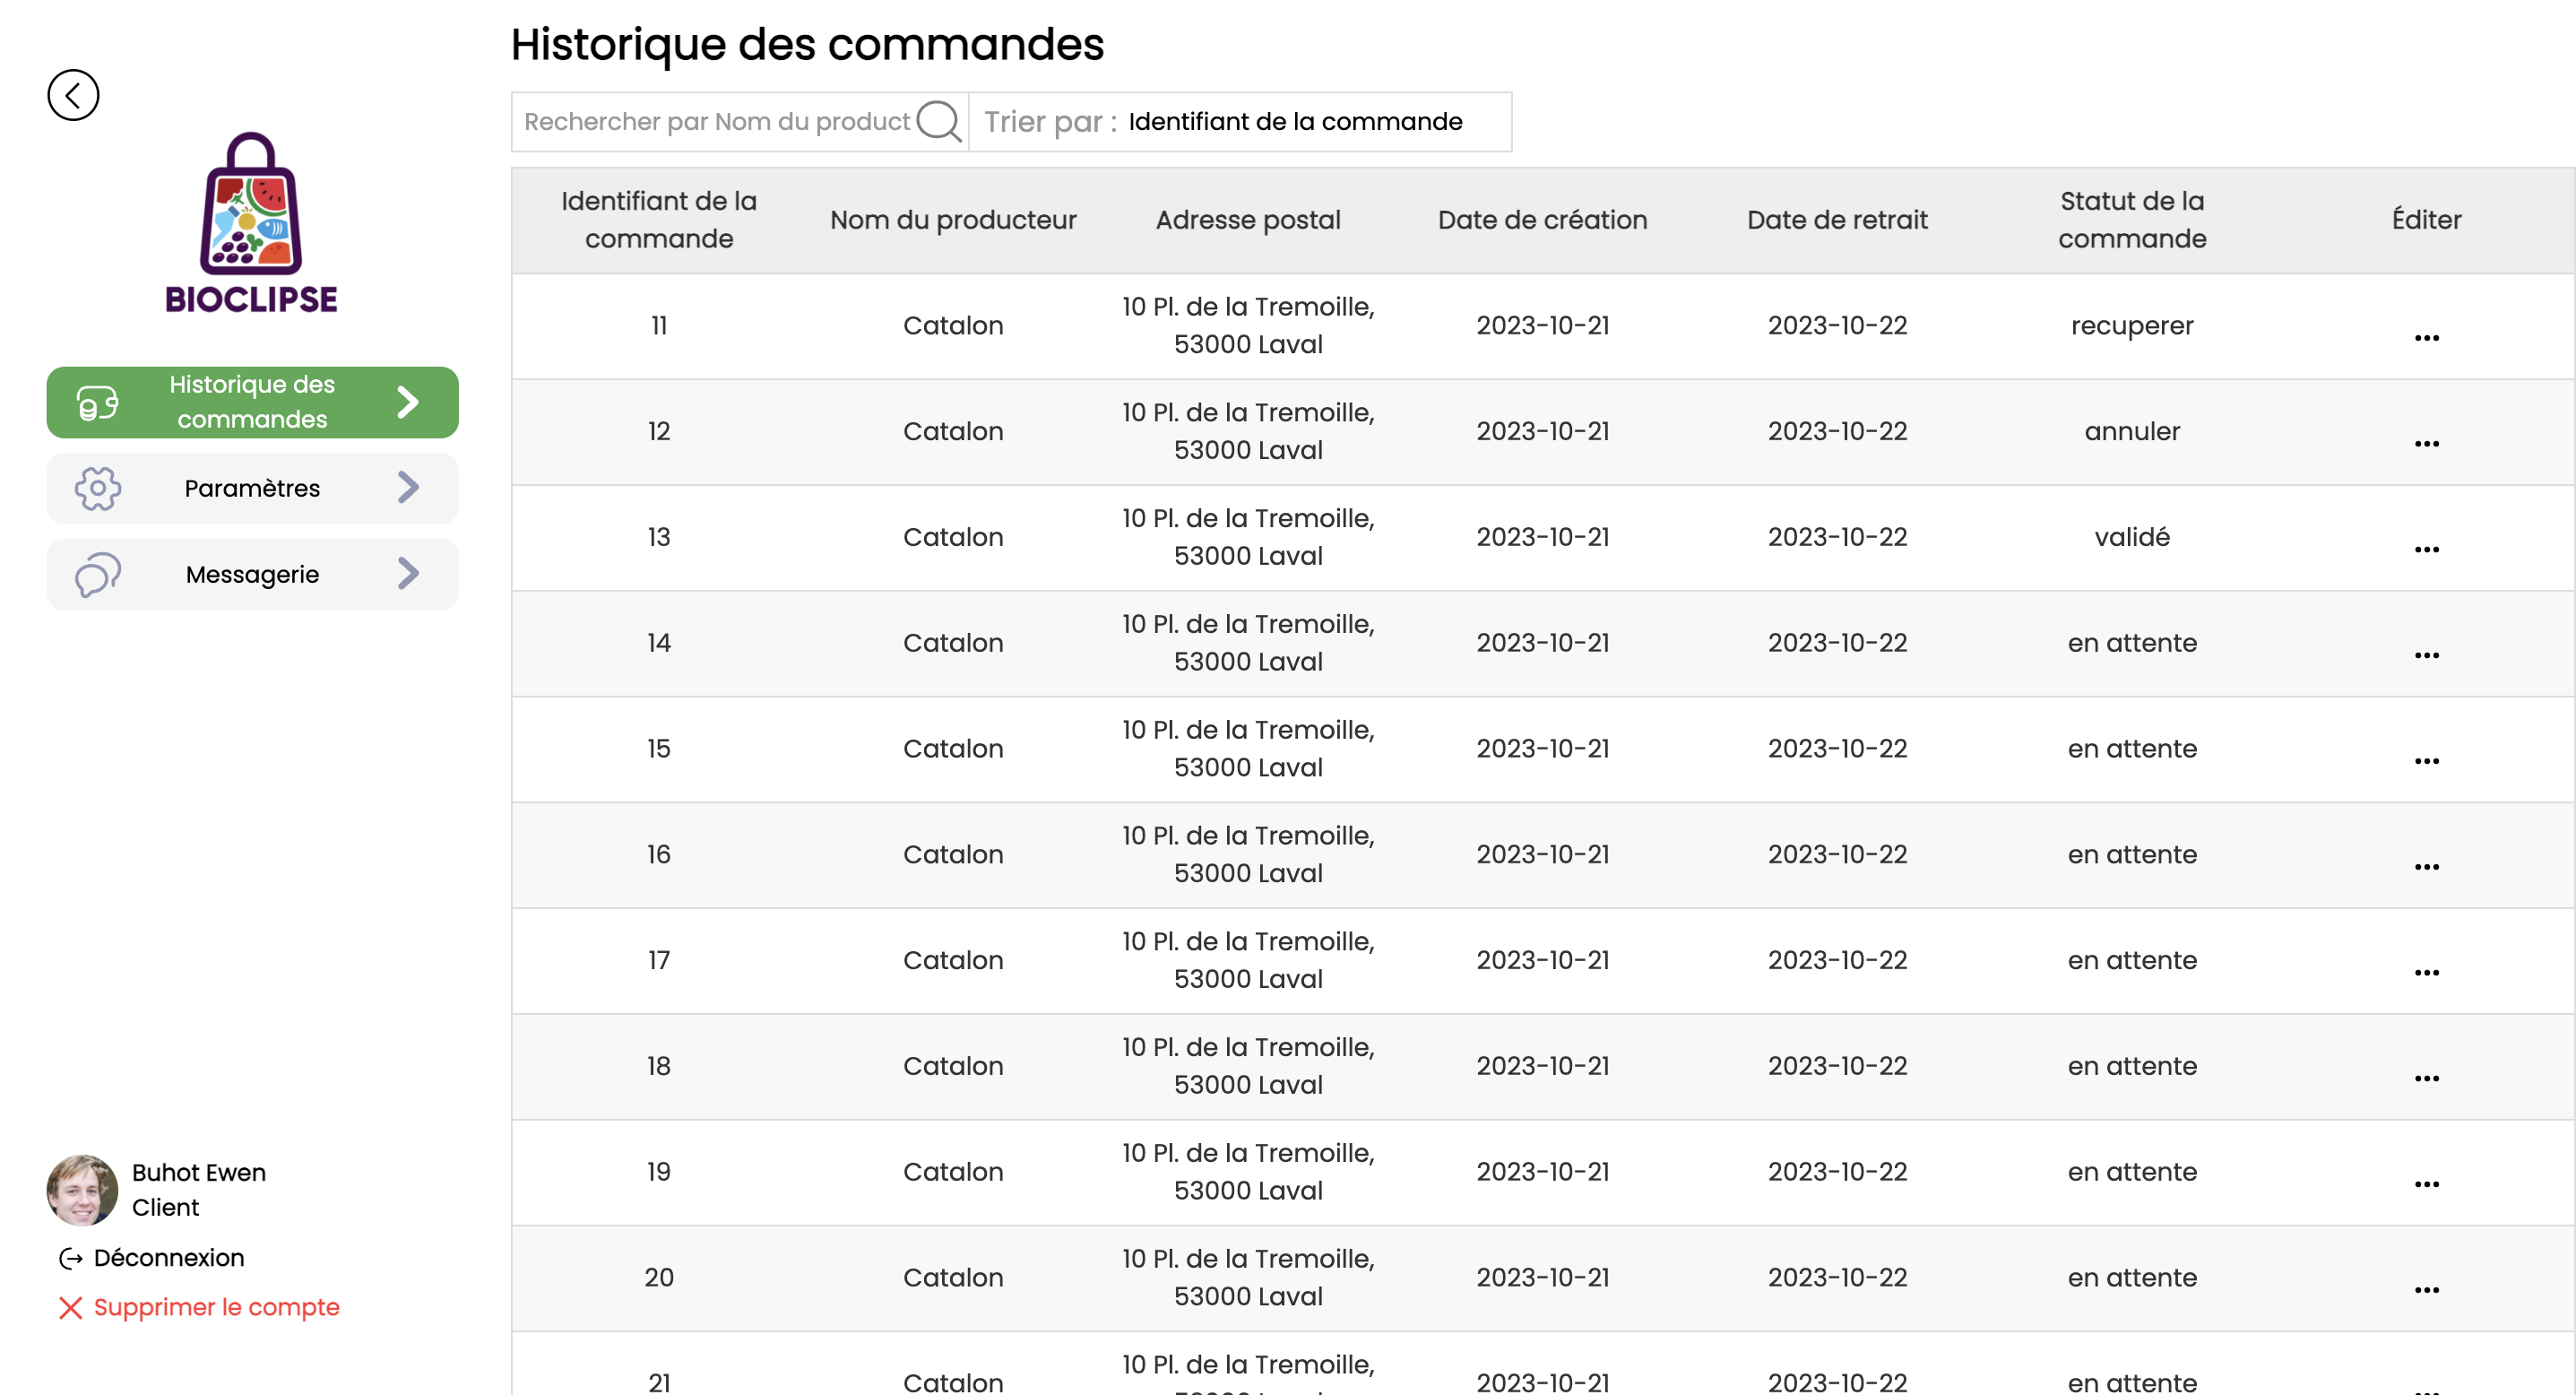 Historique des commandes
Rechercher par Nom du product
Trier par : Identifiant de la commande
BIOCLIPSE
Historique des
commandes
Paramètres
Messagerie
Buhot Ewen
Client
Déconnexion
Supprimer le compte
Identifiant de la
commande
Nom du producteur
Adresse postal
Date de création
Date de retrait
Statut de la
commande
Éditer
11
Catalon
10 Pl. de la Tremoille,
53000 Laval
2023-10-21
2023-10-22
recuperer
...
12
Catalon
10 Pl. de la Tremoille,
53000 Laval
2023-10-21
2023-10-22
annuler
...
13
Catalon
10 Pl. de la Tremoille,
53000 Laval
2023-10-21
2023-10-22
validé
...
14
Catalon
10 Pl. de la Tremoille,
53000 Laval
2023-10-21
2023-10-22
en attente
...
15
Catalon
10 Pl. de la Tremoille,
53000 Laval
2023-10-21
2023-10-22
en attente
...
16
Catalon
10 Pl. de la Tremoille,
53000 Laval
2023-10-21
2023-10-22
en attente
...
17
Catalon
10 Pl. de la Tremoille,
53000 Laval
2023-10-21
2023-10-22
en attente
...
18
Catalon
10 Pl. de la Tremoille,
53000 Laval
2023-10-21
2023-10-22
en attente
...
19
Catalon
10 Pl. de la Tremoille,
53000 Laval
2023-10-21
2023-10-22
en attente
...
20
Catalon
10 Pl. de la Tremoille,
53000 Laval
2023-10-21
2023-10-22
en attente
...
21
Catalon
10 Pl. de la Tremoille,
2023-10-21
2023-10-22
en attente